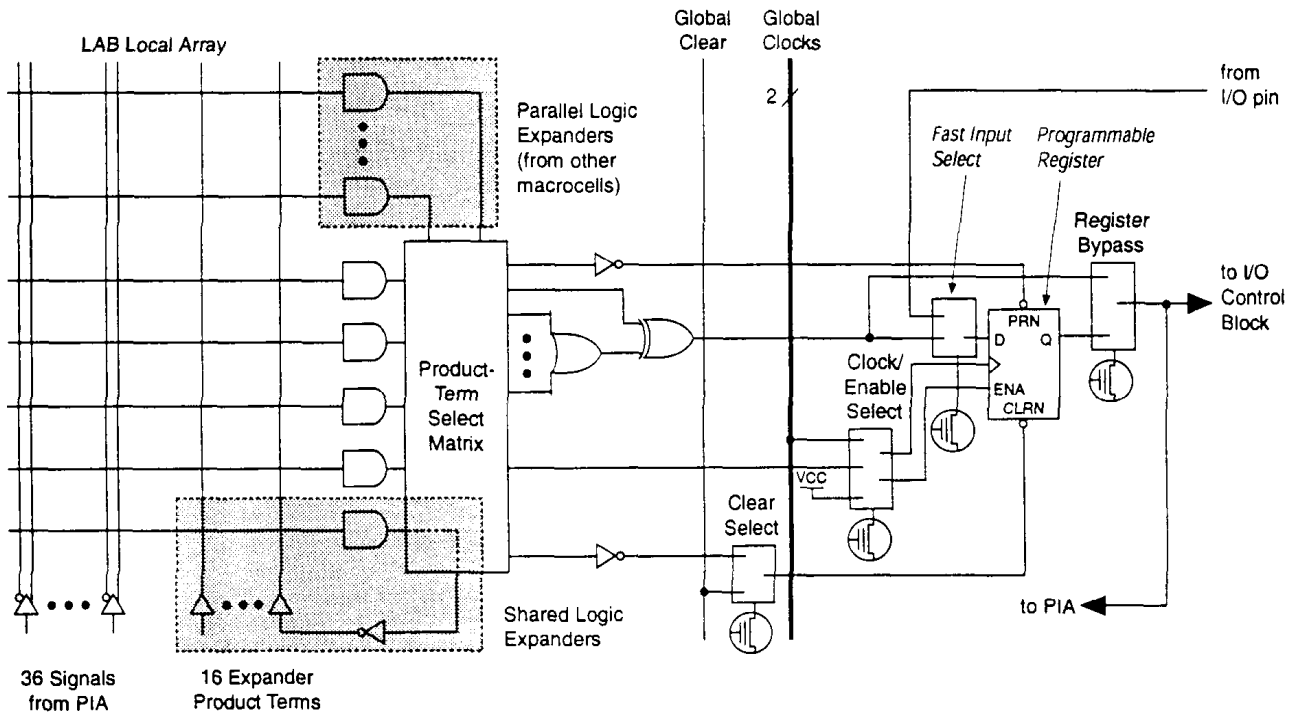 LAB Local Array
Global
Clear
Global
Clocks
2
from
I/O pin
Parallel Logic
Expanders
(from other
macrocells)
Fast Input
Select
Programmable
Register
Register
Bypass
to I/O
Control
Block
PRN
D
Q
ENA
CLRN
Clock/
Enable
Select
Product-
Term
Select
Matrix
VCC
Clear
Select
to PIA
Shared Logic
Expanders
36 Signals
from PIA
16 Expander
Product Terms